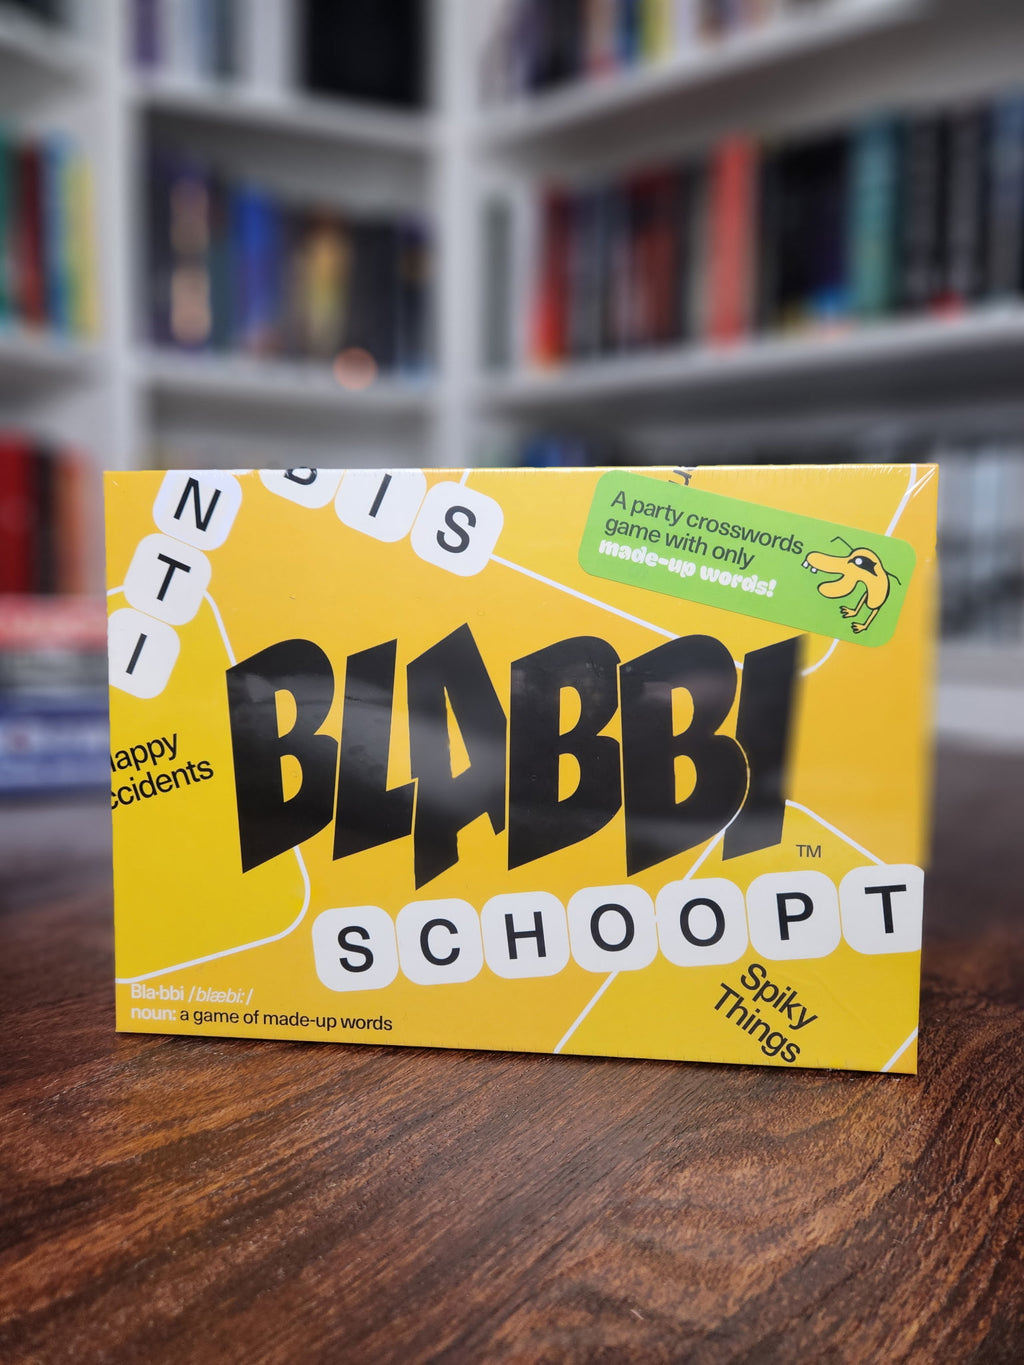 N
T
I
B I S
A party crosswords
game with only
made-up words!
BLABBI
TM
appy
ccidents
SCHOOPT
Spiky
Things
Bla·bbi /blæbi:/
noun: a game of made-up words